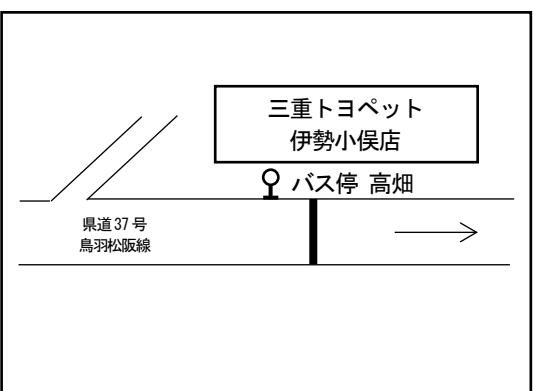 三重トヨペット
伊勢小俣店
バス停 高畑
県道37号
鳥羽松阪線